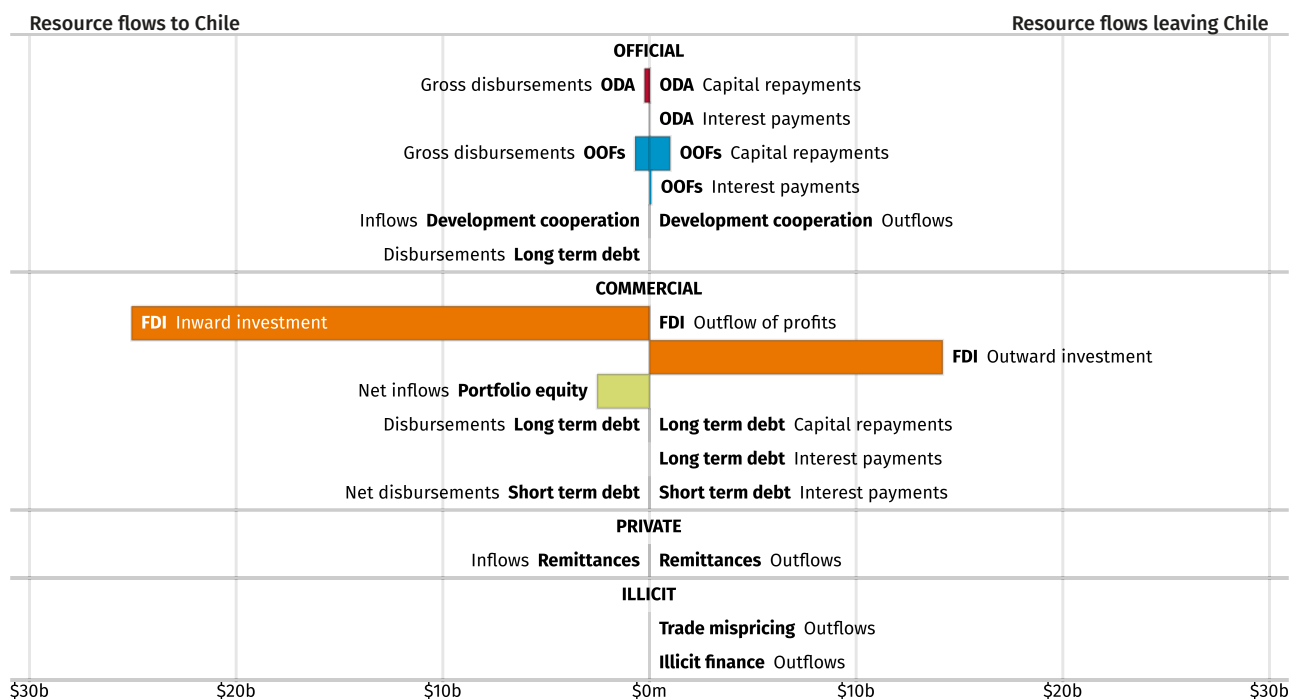 Resource flows to Chile Resource flows leaving Chile
OFFICIAL
Gross disbursements ODA ODA Capital repayments
ODA Interest payments
Gross disbursements OOFs OOFs Capital repayments
OOFs Interest payments
Inflows Development cooperation Development cooperation Outflows
Disbursements Long term debt
COMMERCIAL
FDI Inward investment FDI Outflow of profits
FDI Outward investment
Net inflows Portfolio equity
Disbursements Long term debt Long term debt Capital repayments
Long term debt Interest payments
Net disbursements Short term debt Short term debt Interest payments
PRIVATE
Inflows Remittances Remittances Outflows
ILLICIT
Trade mispricing Outflows
Illicit finance Outflows
$30b $20b $10b $0m $10b $20b $30b